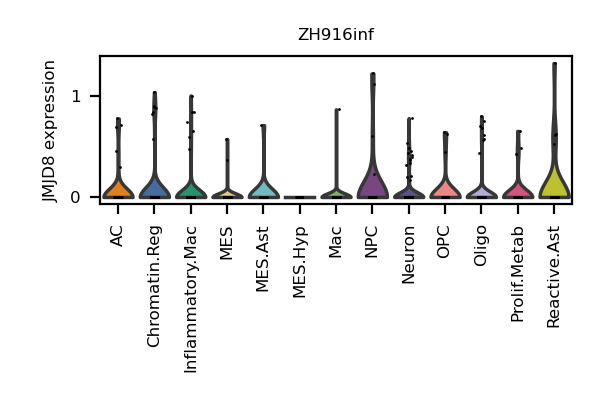 ZH916inf
JMJD8 expression
1
0
AC
Chromatin.Reg
Inflammatory.Mac
MES
MES.Ast
MES.Hyp
Mac
NPC
Neuron
OPC
Oligo
Prolif.Metab
Reactive.Ast